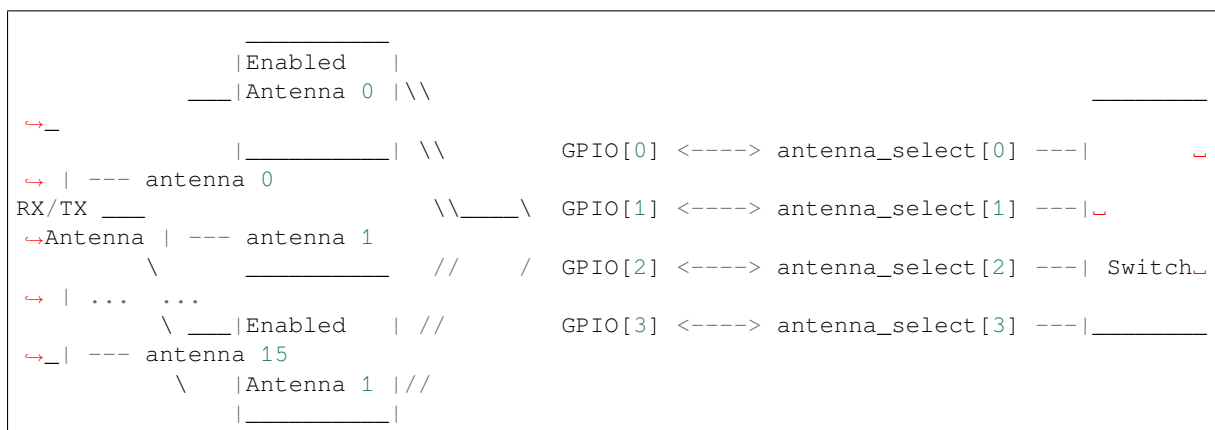 ___________
                   |Enabled    |
               ___|Antenna 0 |\\                                                    _________
↪_
                   |___________| \\         GPIO[0] <----> antenna_select[0] ---|        ␣
↪ | --- antenna 0
RX/TX ___                        \\____\  GPIO[1] <----> antenna_select[1] ---|␣
↪Antenna | --- antenna 1
          \      ___________   //     /  GPIO[2] <----> antenna_select[2] ---| Switch␣
↪ | ...  ...
           \ ___|Enabled   | //         GPIO[3] <----> antenna_select[3] ---|_________
↪_| --- antenna 15
            \   |Antenna 1 |//
                |___________|